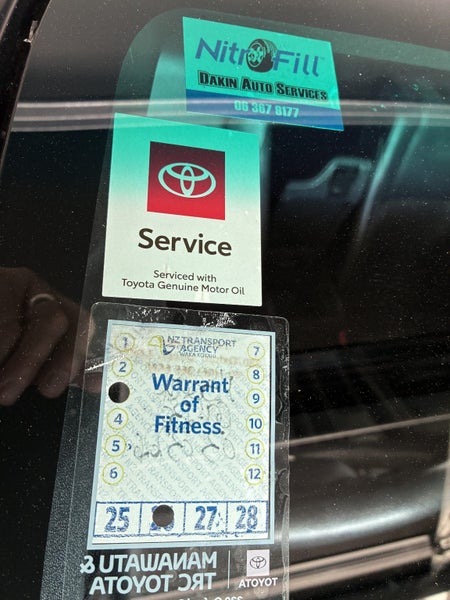 NitroFill
DAKIN AUTO SERVICES
06 367 9177
Service
Serviced with
Toyota Genuine Motor Oil
NZ TRANSPORT
AGENCY
WAKA KOTAHI
1 7
2 8
9
4 10
5 11
6 12
Warrant
of
Fitness
25 27 28
MANAWATU &
TRC TOYOTA
TOYOTA